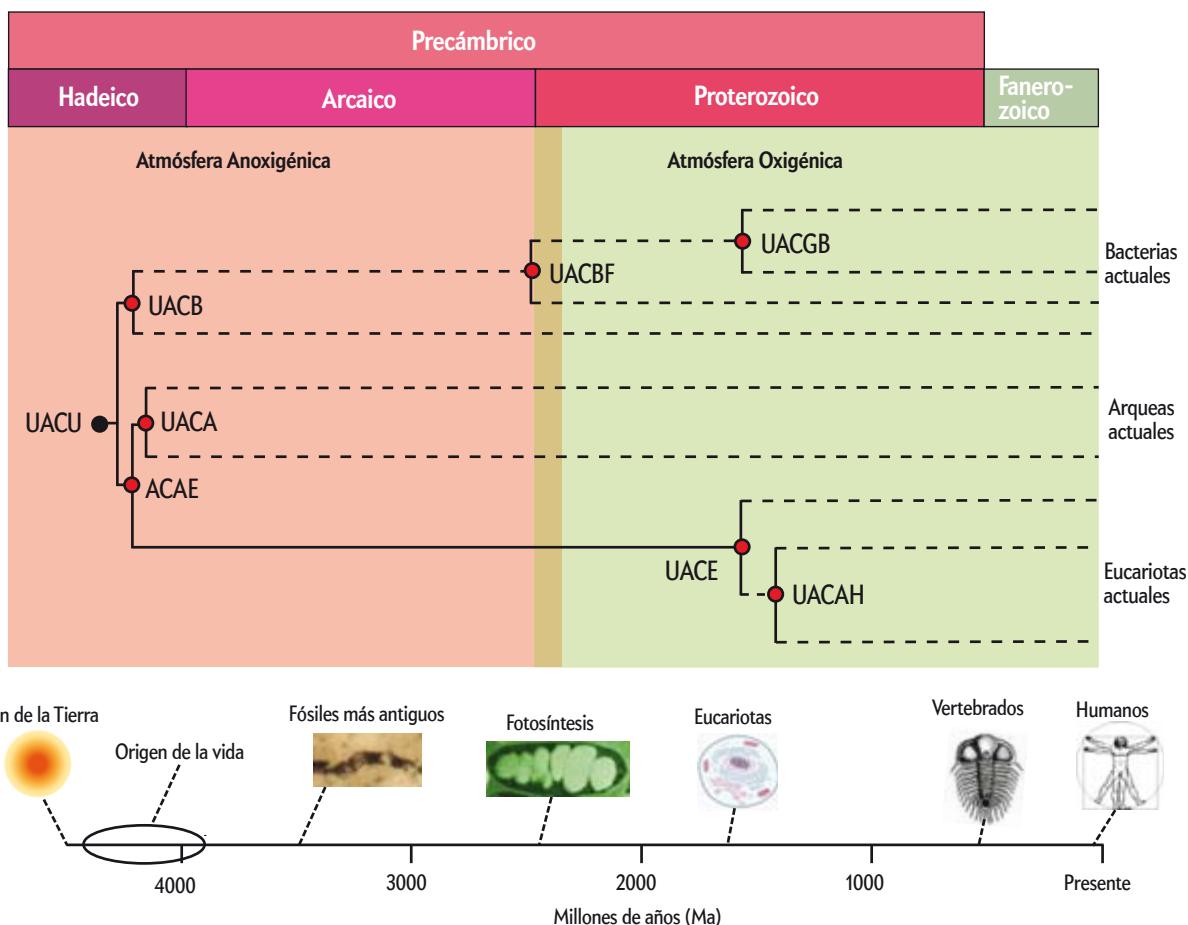 Precámbrico
Hadeico
Arcaico
Proterozoico
Fanero-
zoico
Atmósfera Anoxigénica
Atmósfera Oxigénica
UACGB
UACBF
UACB
Bacterias
actuales
UACU
UACA
Arqueas
actuales
ACAE
UACE
UACAH
Eucariotas
actuales
n de la Tierra
Origen de la vida
Fósiles más antiguos
Fotosíntesis
Eucariotas
Vertebrados
Humanos
4000
3000
2000
1000
Presente
Millones de años (Ma)